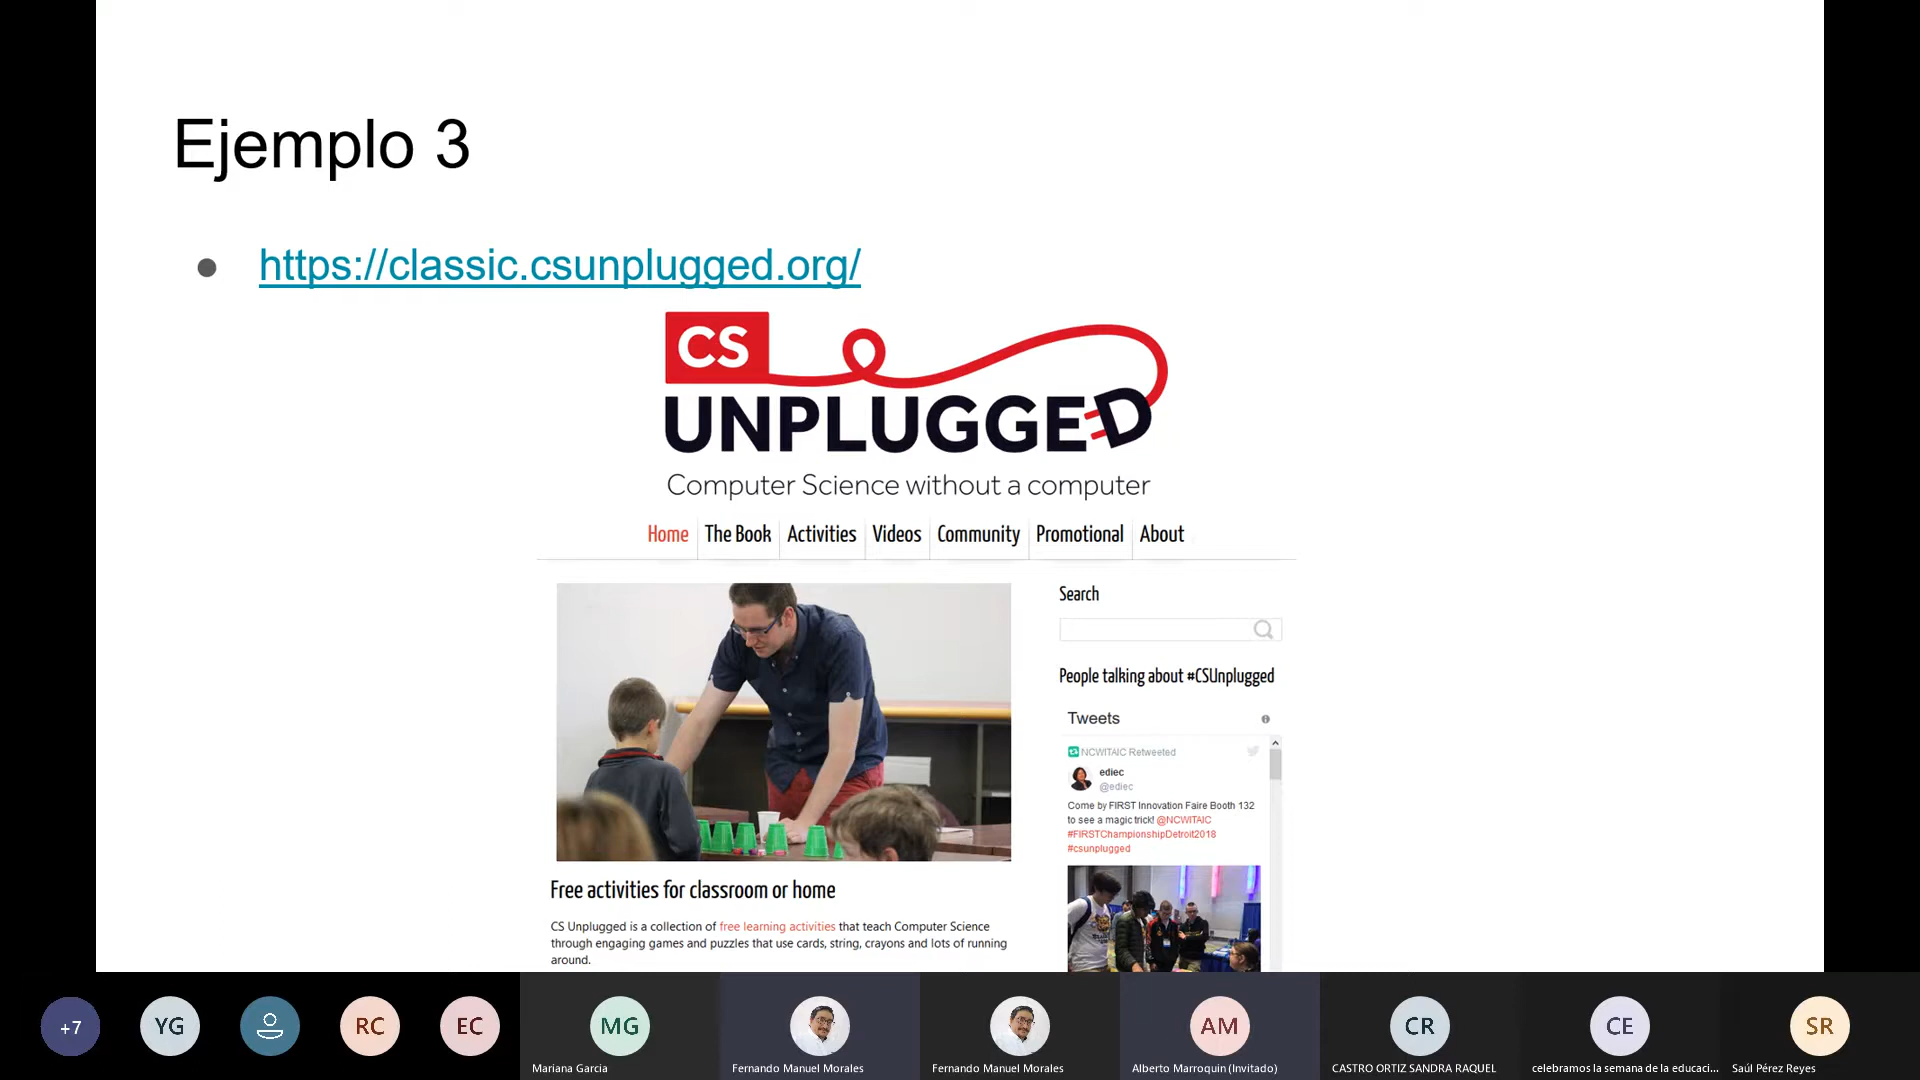 Ejemplo 3
https://classic.csunplugged.org/
CS
UNPLUGGED
Computer Science without a computer
Home The Book Activities Videos Community Promotional About
Search
People talking about #CSUnplugged
Tweets
NCWITAIC Retweeted
ediec
@ediec
Come by FIRST Innovation Faire Booth 132
to see a magic trick! @NCWITAIC
#FIRSTChampionshipDetroit2018
#csunplugged
Free activities for classroom or home
CS Unplugged is a collection of free learning activities that teach Computer Science
through engaging games and puzzles that use cards, string, crayons and lots of running
around.
+7 YG RC EC MG AM CR CE SR
Mariana Garcia Fernando Manuel Morales Fernando Manuel Morales Alberto Marroquin (Invitado) CASTRO ORTIZ SANDRA RAQUEL celebramos la semana de la educaci... Saúl Pérez Reyes